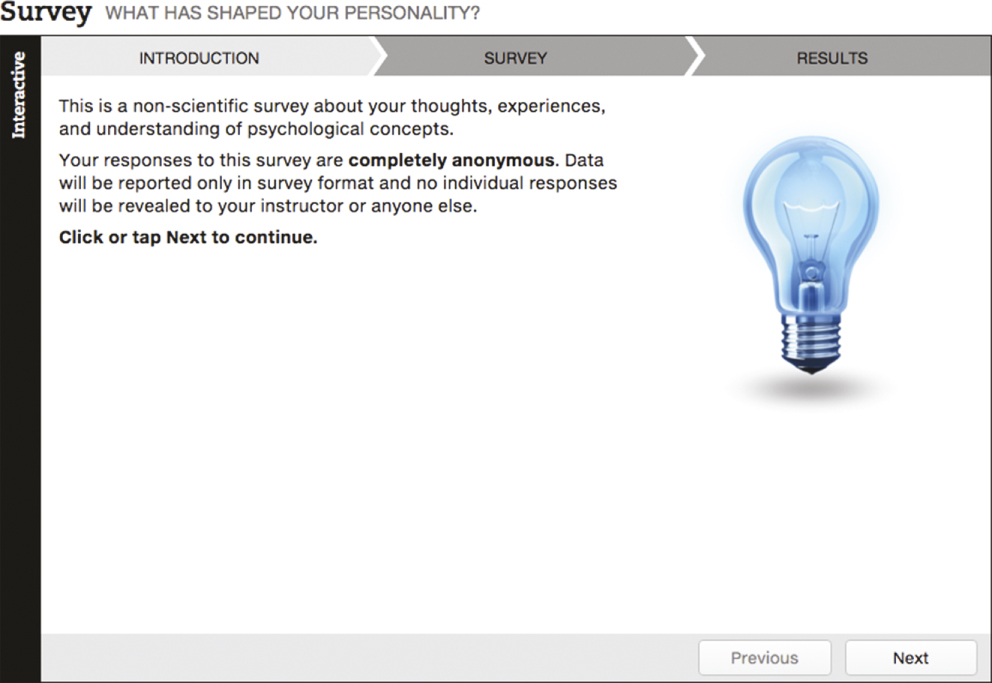 Survey WHAT HAS SHAPED YOUR PERSONALITY?
Interactive
INTRODUCTION
SURVEY
RESULTS
This is a non-scientific survey about your thoughts, experiences,
and understanding of psychological concepts.
Your responses to this survey are completely anonymous. Data
will be reported only in survey format and no individual responses
will be revealed to your instructor or anyone else.
Click or tap Next to continue.
Previous
Next